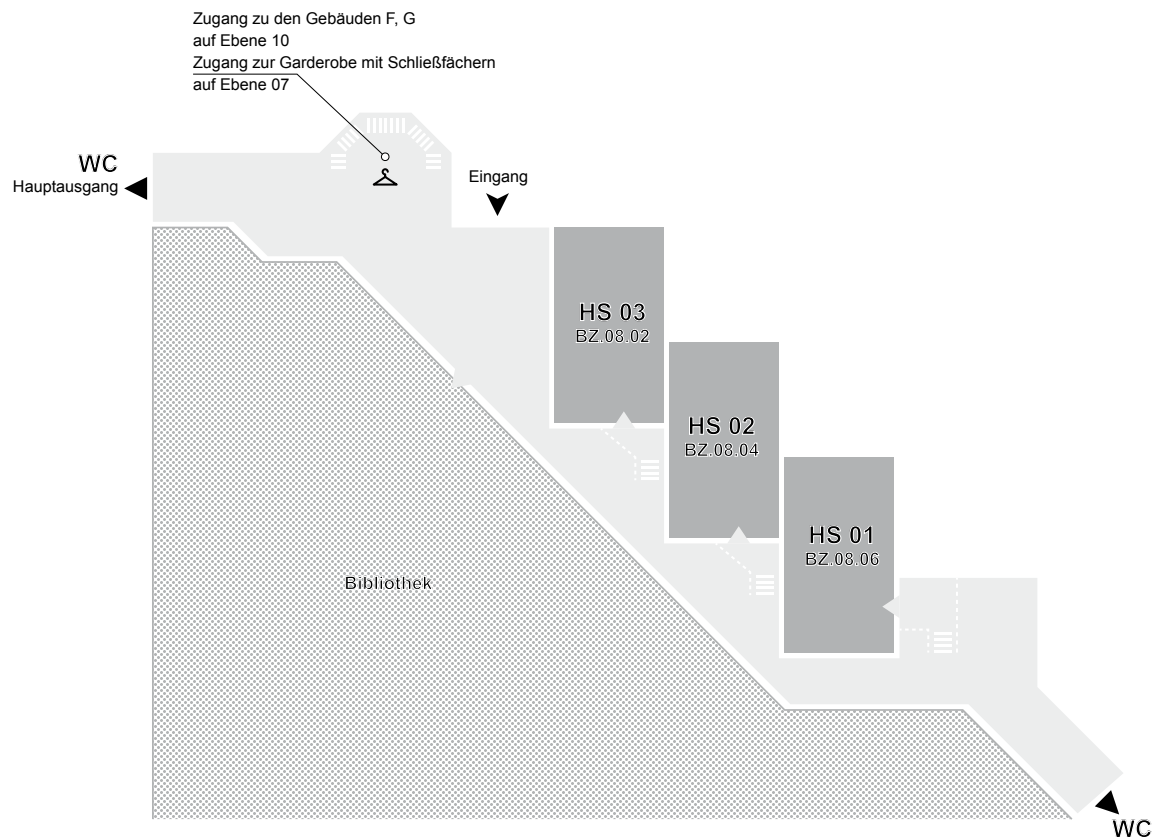 Zugang zu den Gebäuden F, G
auf Ebene 10
Zugang zur Garderobe mit Schließfächern
auf Ebene 07
WC
Hauptausgang
Eingang
HS 03
BZ.08.02
HS 02
BZ.08.04
HS 01
BZ.08.06
Bibliothek
WC